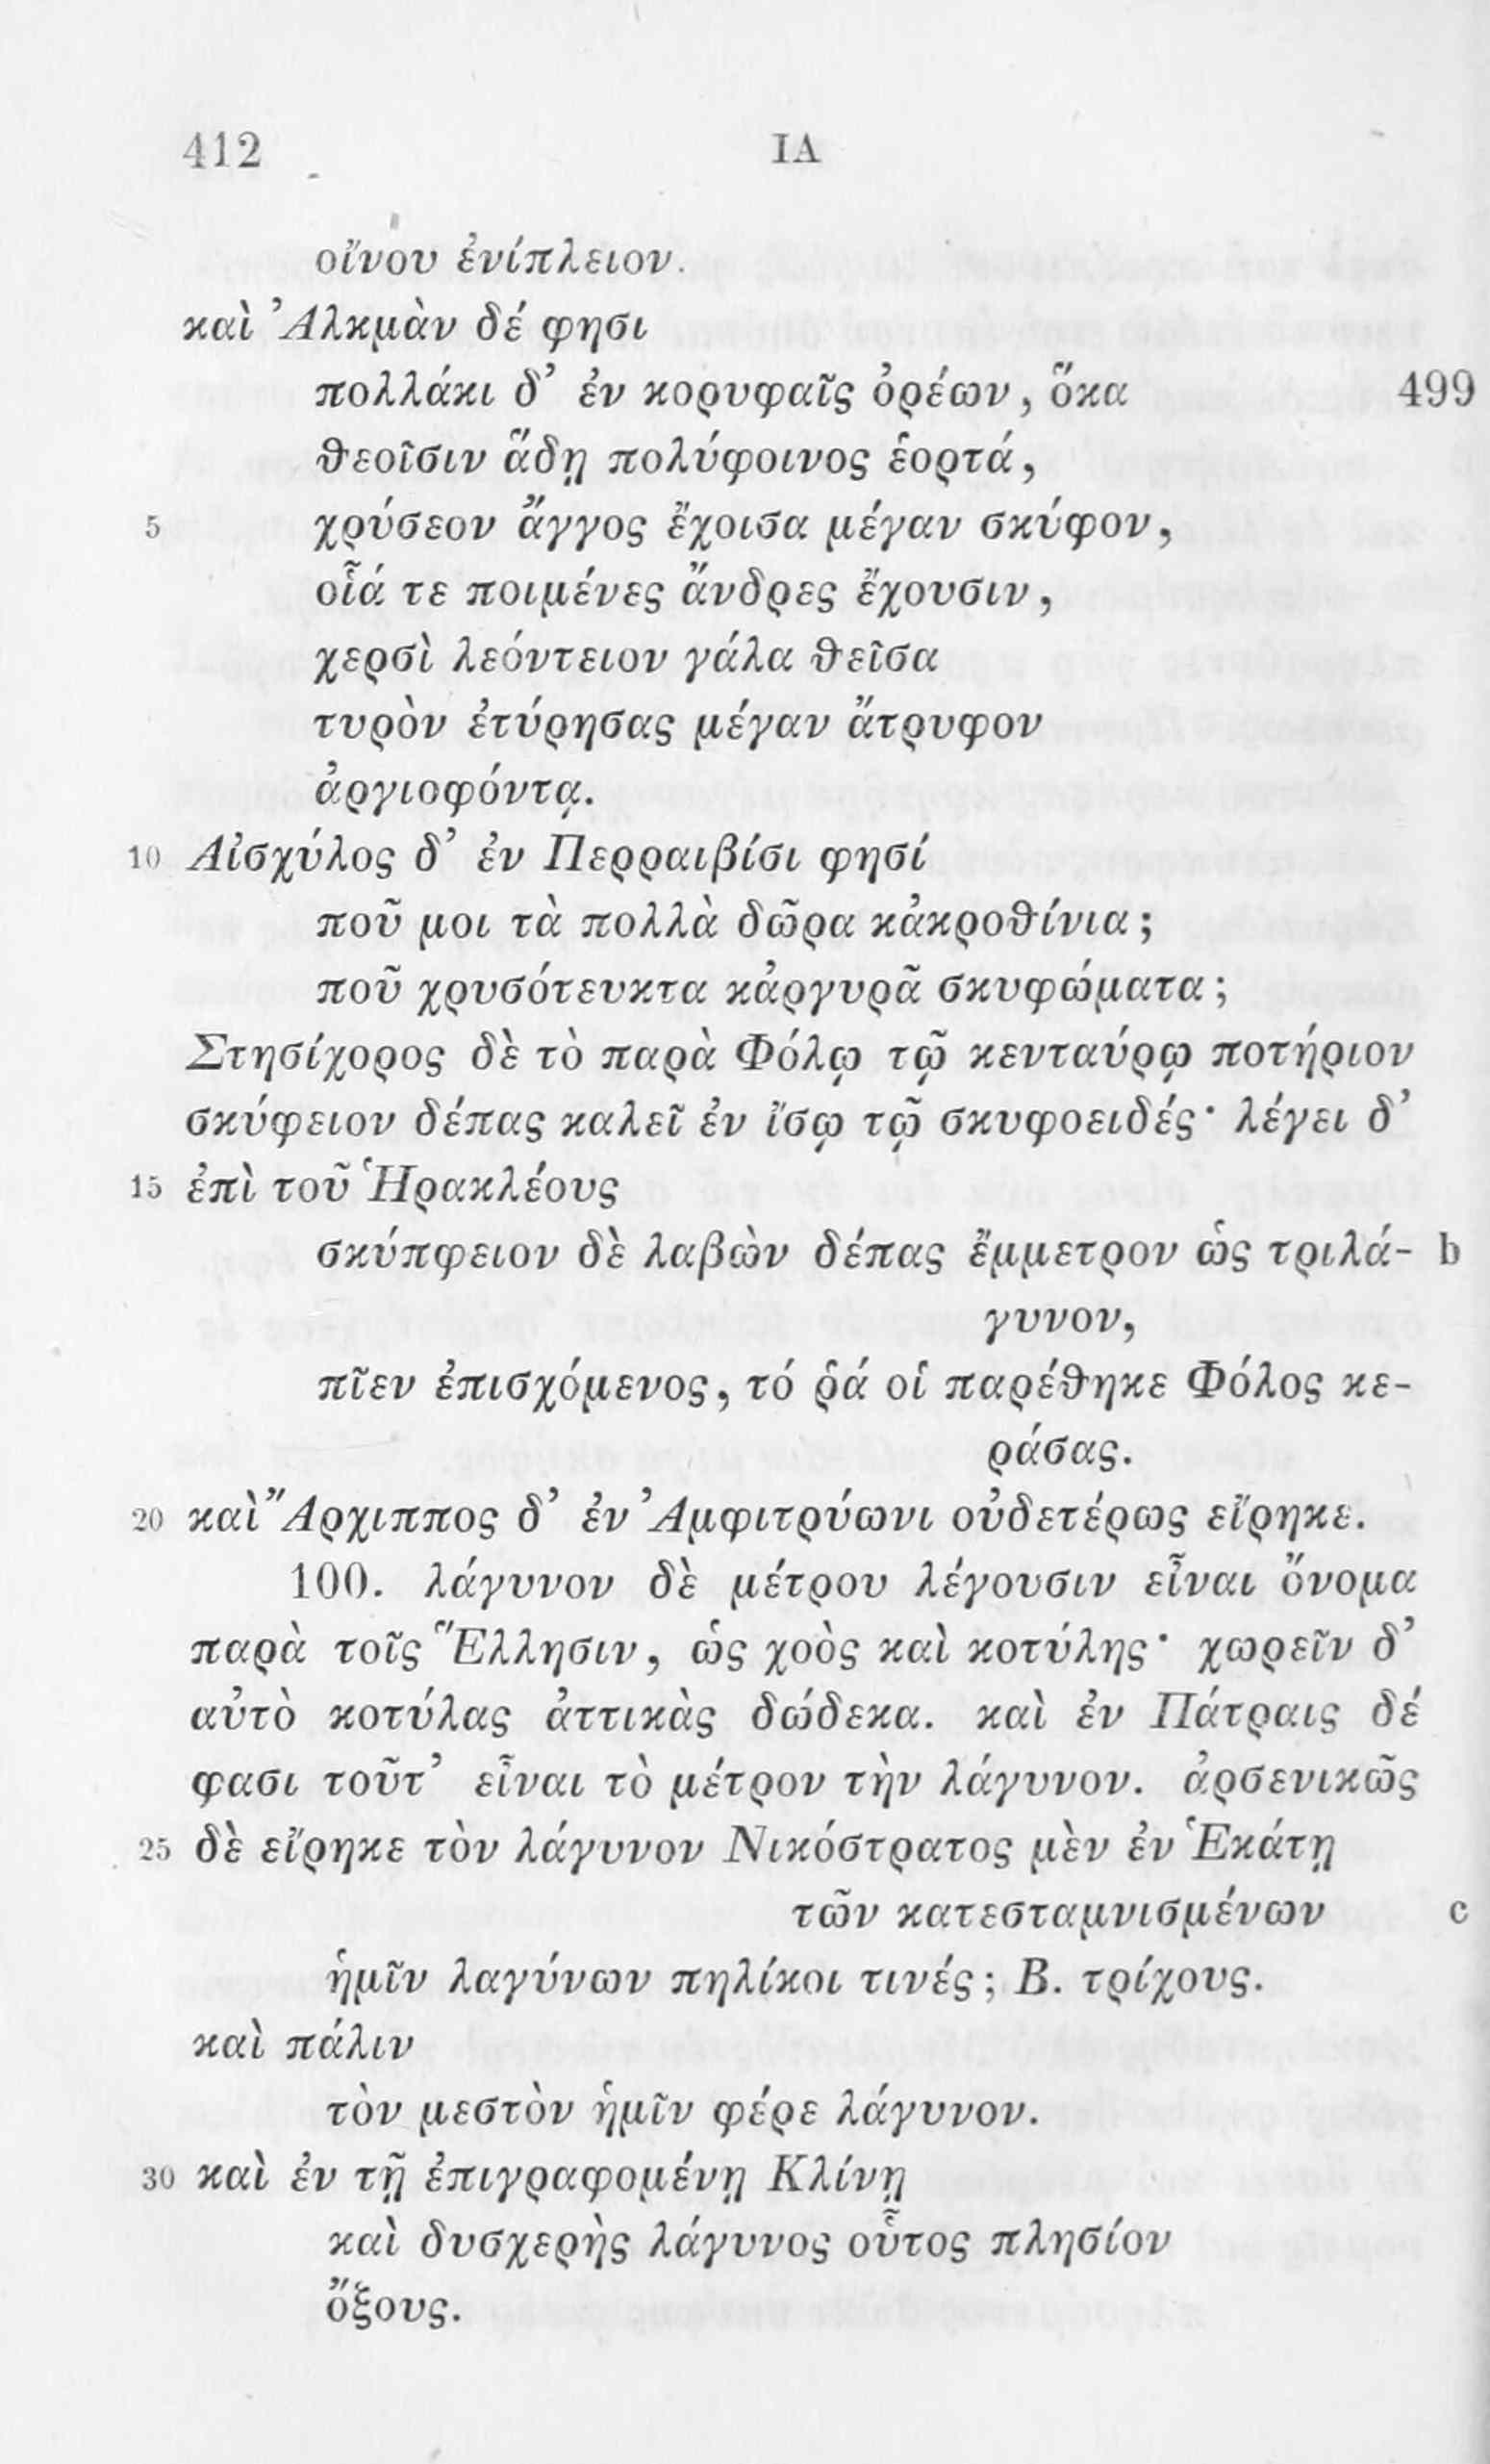 412 ΙΑ
οἴνου ἐνίπλειον.
καὶ Ἀλκμὰν δέ φησι
πολλάκι δ’ ἐν κορυφαῖς ὀρέων, ὅκα 499
θεοῖσιν ἅδῃ πολύφοινος ἑορτά,
5 χρύσεον ἄγγος ἔχοισα μέγαν σκύφον,
οἷά τε ποιμένες ἄνδρες ἔχουσιν,
χερσὶ λεόντειον γάλα θεῖσα
τυρὸν ἐτύρησας μέγαν ἄτρυφον
ἀργιοφόντᾳ.
10 Αἰσχύλος δ’ ἐν Περραιβίσι φησί
ποῦ μοι τὰ πολλὰ δῶρα κἀκροθίνια;
ποῦ χρυσότευκτα κἀργυρᾶ σκυφώματα;
Στησίχορος δὲ τὸ παρὰ Φόλῳ τῷ κενταύρῳ ποτήριον
σκύφειον δέπας καλεῖ ἐν ἴσῳ τῷ σκυφοειδές· λέγει δ’
15 ἐπὶ τοῦ Ἡρακλέους
σκύπφειον δὲ λαβὼν δέπας ἔμμετρον ὡς τριλά- b
γυνον,
πῖεν ἐπισχόμενος, τό ῥά οἱ παρέθηκε Φόλος κε-
ράσας.
20 καὶ Ἄρχιππος δ’ ἐν Ἀμφιτρύωνι οὐδετέρως εἴρηκε.
100. λάγυνον δὲ μέτρου λέγουσιν εἶναι ὄνομα
παρὰ τοῖς Ἕλλησιν, ὡς χοὸς καὶ κοτύλης· χωρεῖν δ’
αὐτὸ κοτύλας ἀττικὰς δώδεκα. καὶ ἐν Πάτραις δέ
φασι τοῦτ’ εἶναι τὸ μέτρον τὴν λάγυνον. ἀρσενικῶς
25 δὲ εἴρηκε τὸν λάγυνον Νικόστρατος μὲν ἐν Ἑκάτῃ
τῶν κατεσταμνισμένων c
ἡμῖν λαγύνων πηλίκοι τινές; Β. τρίχους.
καὶ πάλιν
τὸν μεστὸν ἡμῖν φέρε λάγυνον.
30 καὶ ἐν τῇ ἐπιγραφομένῃ Κλίνῃ
καὶ δυσχερὴς λάγυνος οὗτος πλησίον
ὄξους.